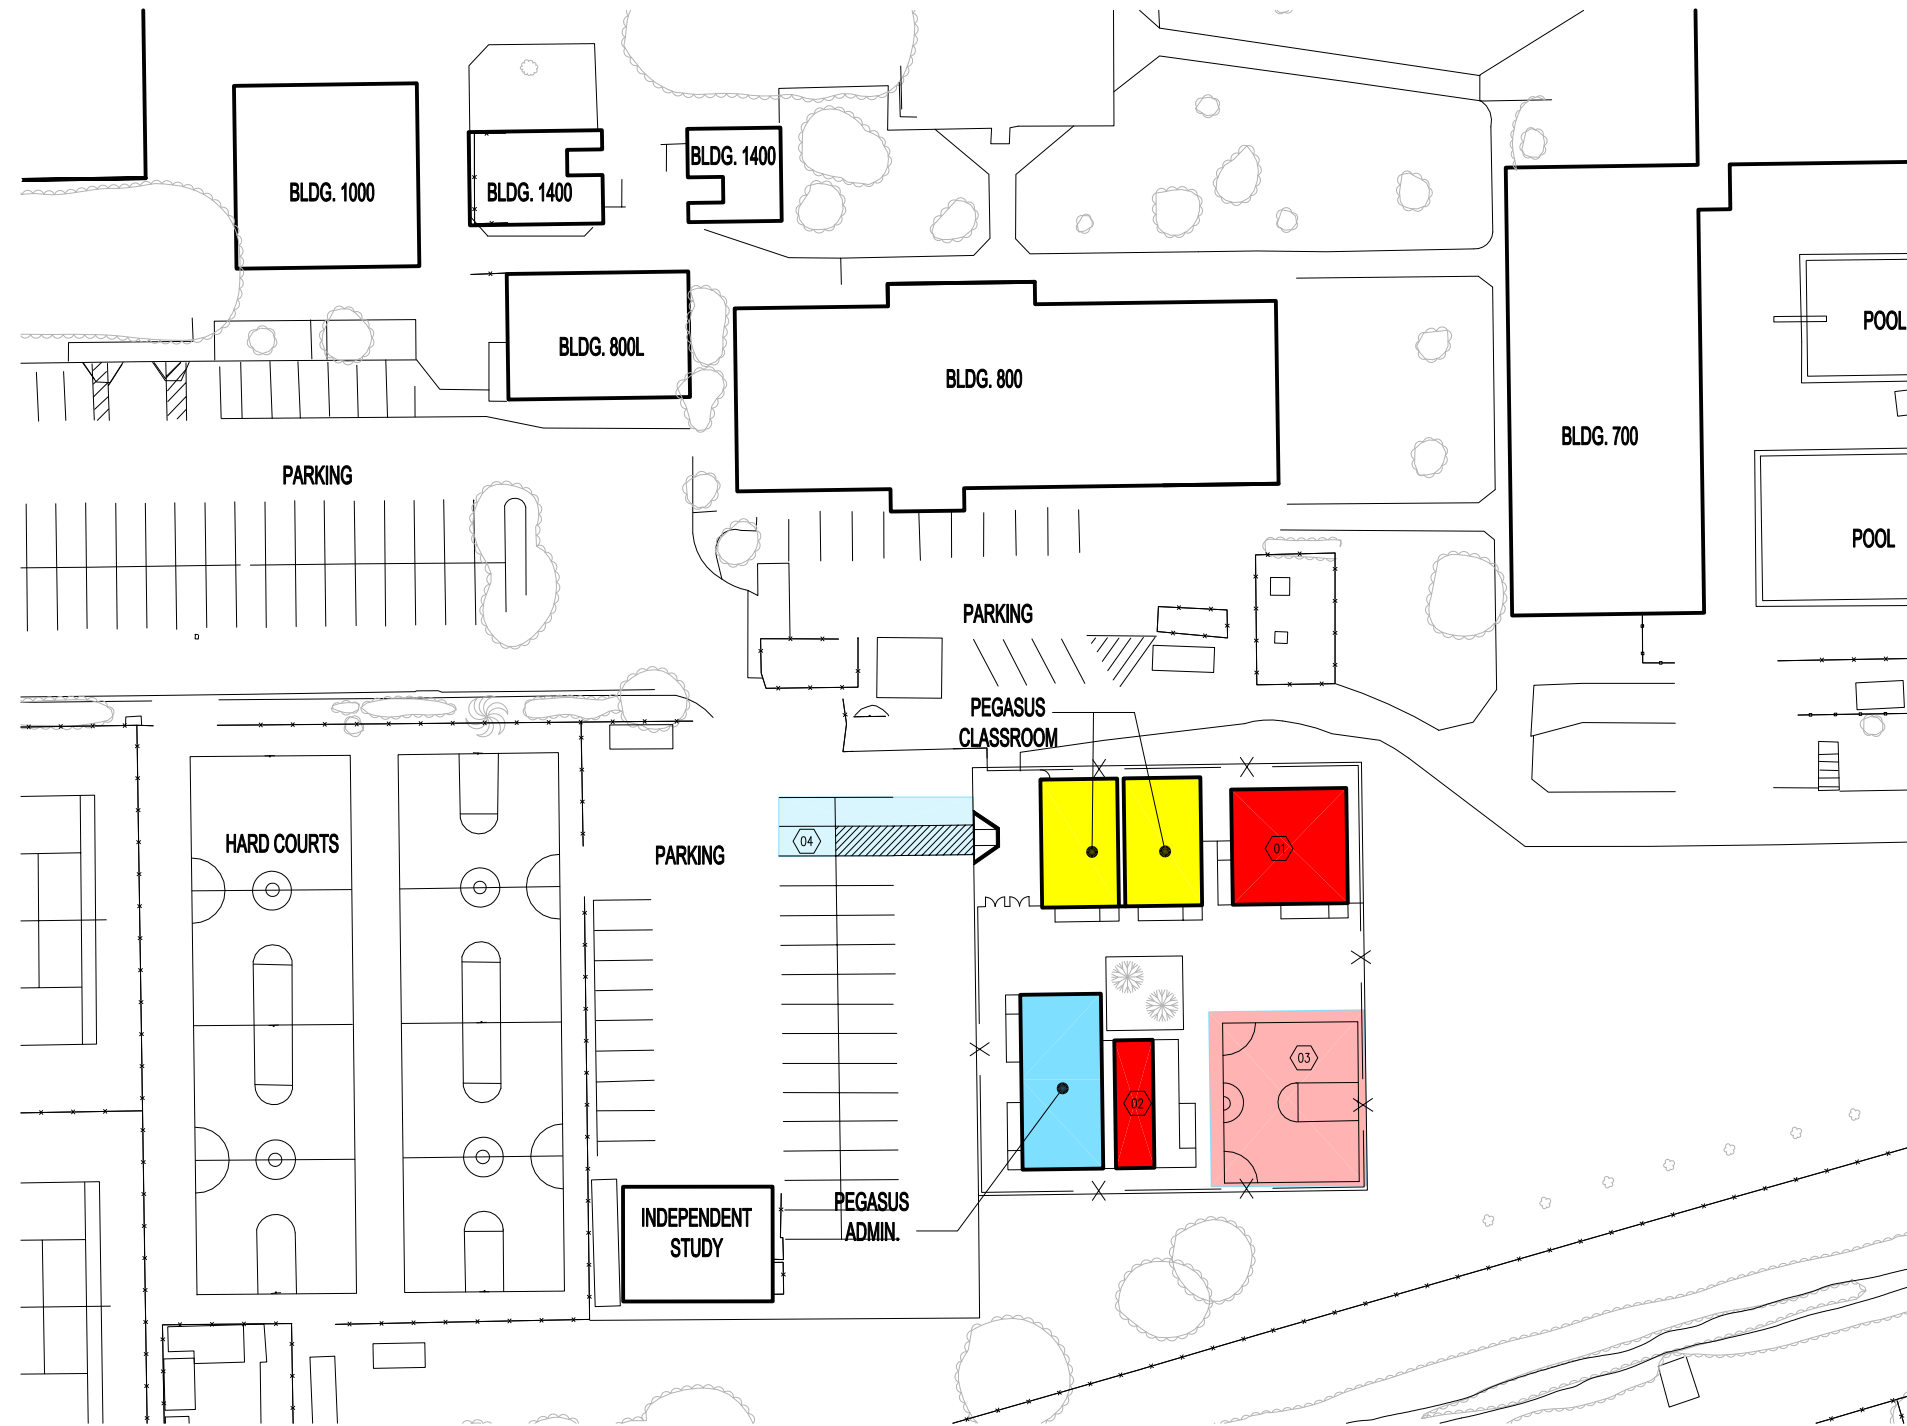 BLDG. 1400
BLDG. 1000
BLDG. 1400
POOL
BLDG. 800L
BLDG. 800
BLDG. 700
PARKING
POOL
PARKING
PEGASUS
CLASSROOM
HARD COURTS
PARKING
04
01
03
02
PEGASUS
ADMIN.
INDEPENDENT
STUDY